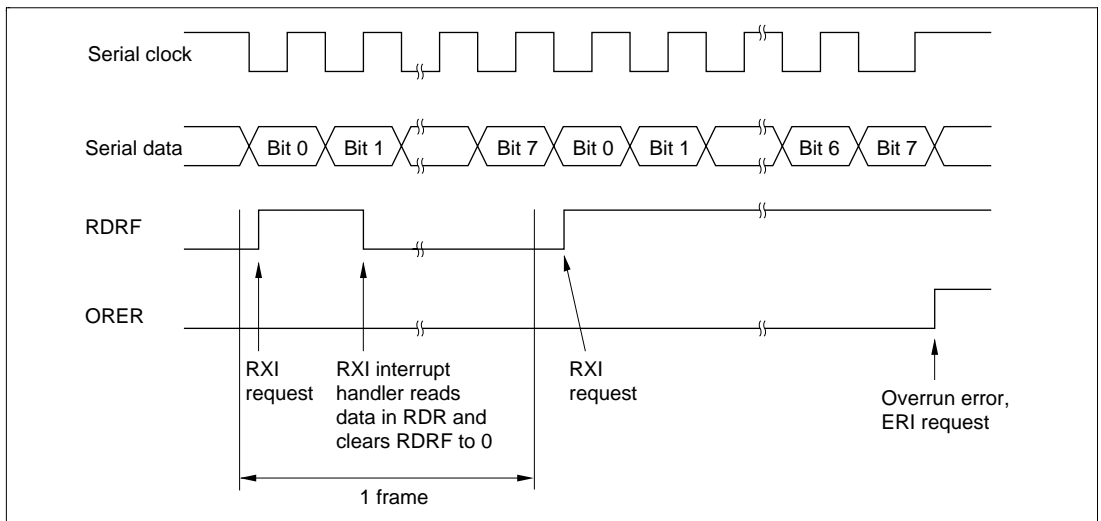 Serial clock
Serial data
Bit 0
Bit 1
Bit 7
Bit 0
Bit 1
Bit 6
Bit 7
RDRF
ORER
RXI
request
RXI interrupt
handler reads
data in RDR and
clears RDRF to 0
RXI
request
Overrun error,
ERI request
1 frame